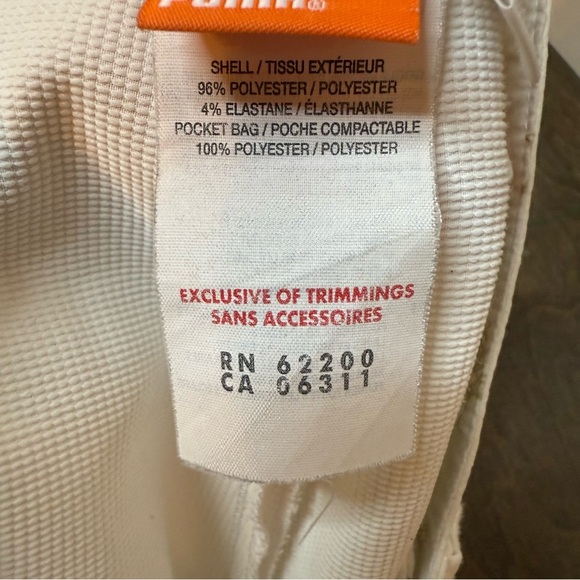 PUMA®
SHELL / TISSU EXTÉRIEUR
96% POLYESTER / POLYESTER
4% ELASTANE / ÉLASTHANNE
POCKET BAG / POCHE COMPACTABLE
100% POLYESTER / POLYESTER
EXCLUSIVE OF TRIMMINGS
SANS ACCESSOIRES
RN 62200
CA 06311